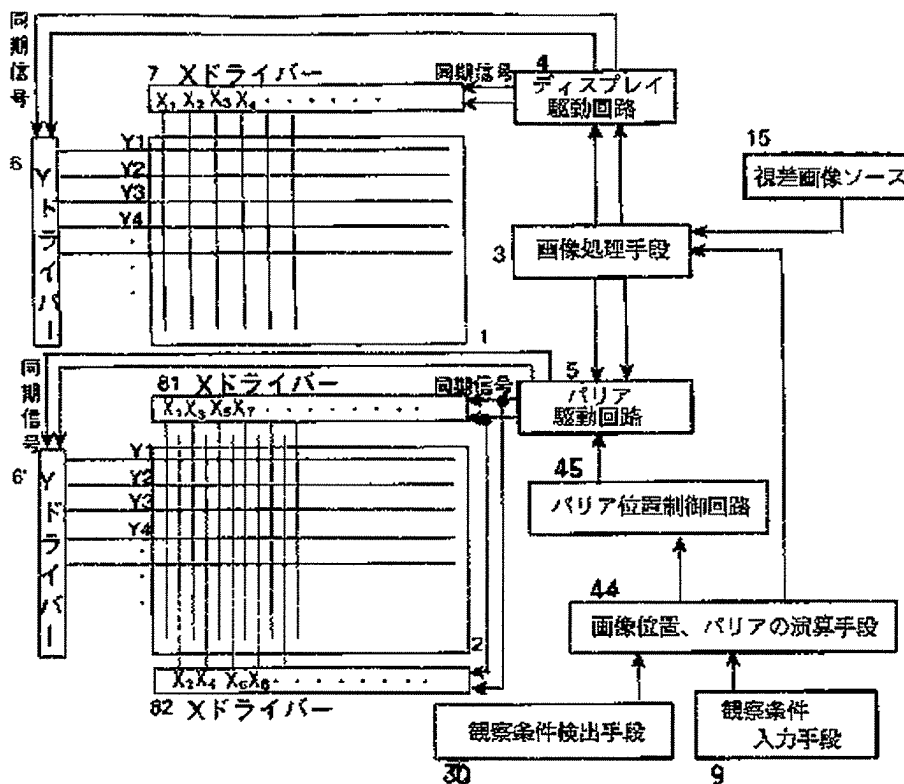 同期信号
7 Xドライバー
同期信号
4
ディスプレイ
駆動回路
X1 X2 X3 X4
6
Yドライバー
Y1
Y2
Y3
Y4
15
視差画像ソース
3
画像処理手段
1
同期信号
81 Xドライバー
同期信号
5
バリア
駆動回路
X1 X3 X5 X7
6'
Yドライバー
Y1
Y2
Y3
Y4
45
バリア位置制御回路
44
画像位置、バリアの演算手段
2
X2 X4 X6 X8
82 Xドライバー
観察条件検出手段
30
観察条件
入力手段
9